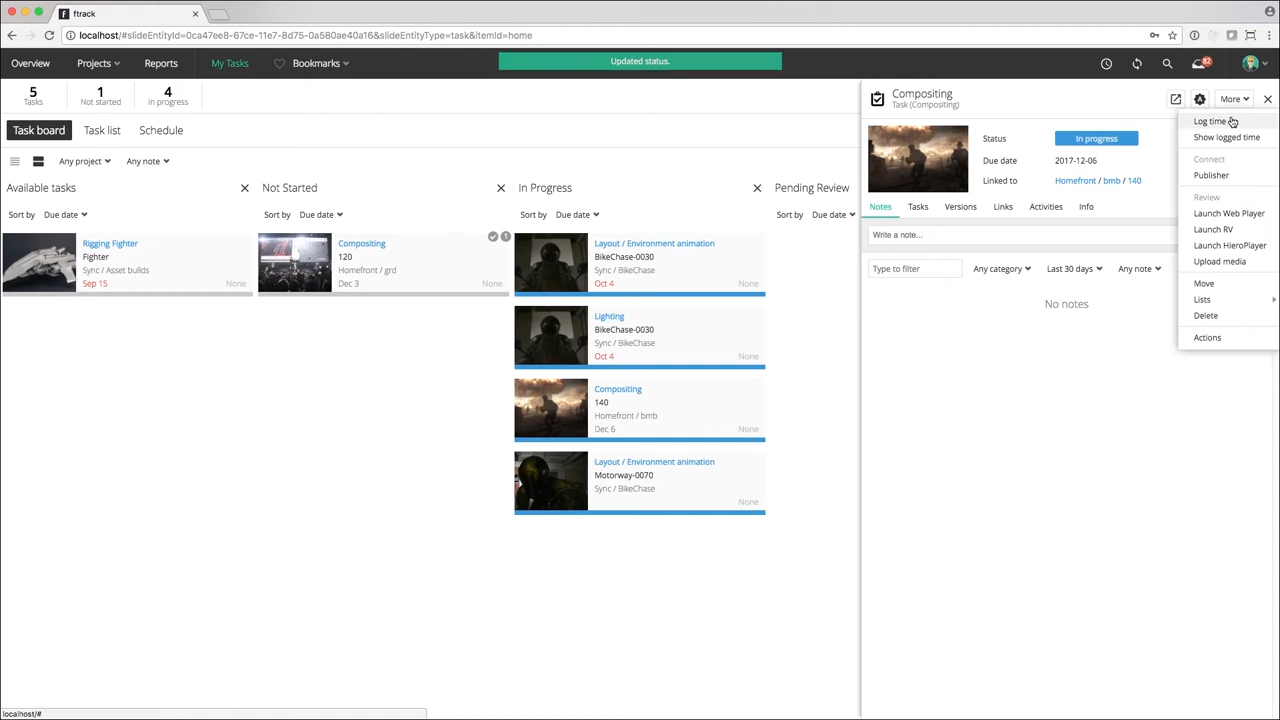 ftrack
localhost/#slideEntityId=0ca47ee8-67ce-11e7-8d75-0a580ae40a16&slideEntityType=task&itemId=home
Overview Projects Reports My Tasks Bookmarks
Updated status.
82
5 1 4
Tasks Not started In progress
Task board Task list Schedule
Any project Any note
Available tasks
Sort by Due date
Rigging Fighter
Fighter
Sync / Asset builds
Sep 15 None
Not Started
Sort by Due date
1
Compositing
120
Homefront / grd
Dec 3 None
In Progress
Sort by Due date
Layout / Environment animation
BikeChase-0030
Sync / BikeChase
Oct 4 None
Lighting
BikeChase-0030
Sync / BikeChase
Oct 4 None
Compositing
140
Homefront / bmb
Dec 6 None
Layout / Environment animation
Motorway-0070
Sync / BikeChase
None
Pending Review
Sort by Due date
Compositing
Task (Compositing)
More
Status In progress
Due date 2017-12-06
Linked to Homefront / bmb / 140
Notes Tasks Versions Links Activities Info
Write a note...
Type to filter Any category Last 30 days Any note
No notes
Log time
Show logged time
Connect
Publisher
Review
Launch Web Player
Launch RV
Launch HieroPlayer
Upload media
Move
Lists
Delete
Actions
localhost/#